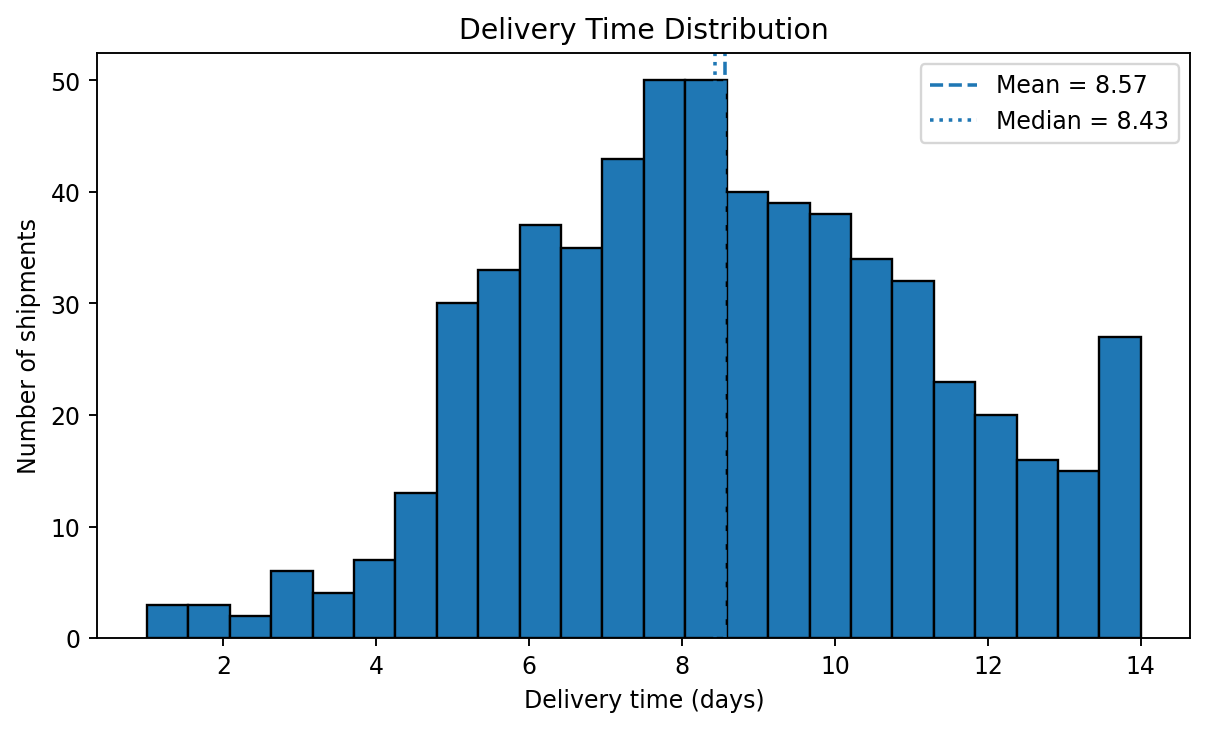 Delivery Time Distribution
Mean = 8.57
Median = 8.43
Number of shipments
50
40
30
20
10
0
2 4 6 8 10 12 14
Delivery time (days)